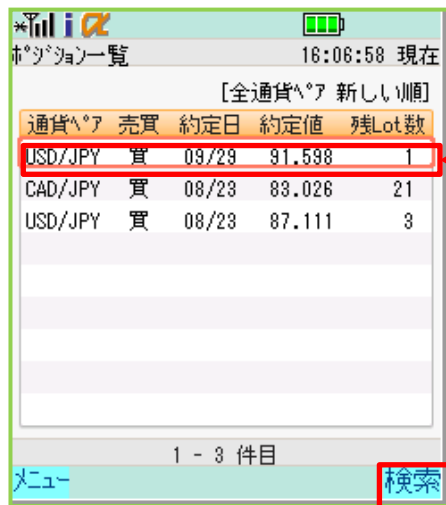 ﾎﾟｼﾞｼｮﾝ一覧 16:06:58 現在
[全通貨ﾍﾟｱ 新しい順]
通貨ﾍﾟｱ 売買 約定日 約定値 残Lot数
USD/JPY 買 09/29 91.598 1
CAD/JPY 買 08/23 83.026 21
USD/JPY 買 08/23 87.111 3
1 - 3 件目
ﾒﾆｭｰ 検索